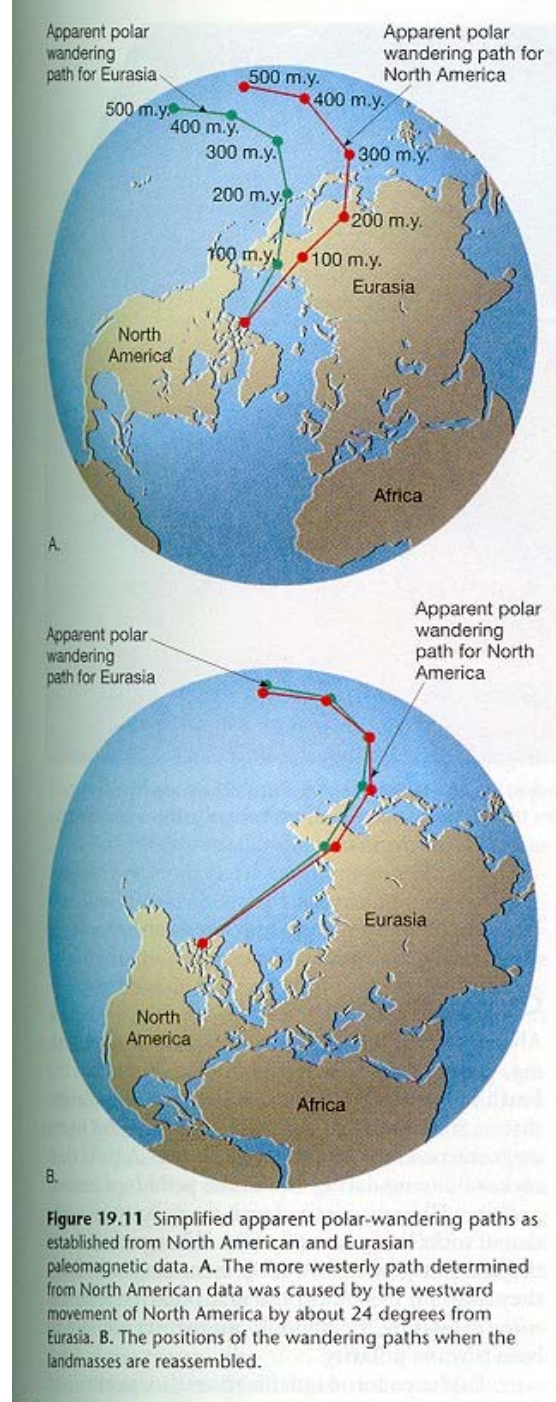 Apparent polar
wandering
path for Eurasia
Apparent polar
wandering path for
North America
500 m.y.
400 m.y.
300 m.y.
200 m.y.
100 m.y.
500 m.y.
400 m.y.
300 m.y.
200 m.y.
100 m.y.
Eurasia
North
America
Africa
A.
Apparent polar
wandering
path for Eurasia
Apparent polar
wandering
path for North
America
Eurasia
North
America
Africa
B.
Figure 19.11 Simplified apparent polar-wandering paths as
established from North American and Eurasian
paleomagnetic data. A. The more westerly path determined
from North American data was caused by the westward
movement of North America by about 24 degrees from
Eurasia. B. The positions of the wandering paths when the
landmasses are reassembled.